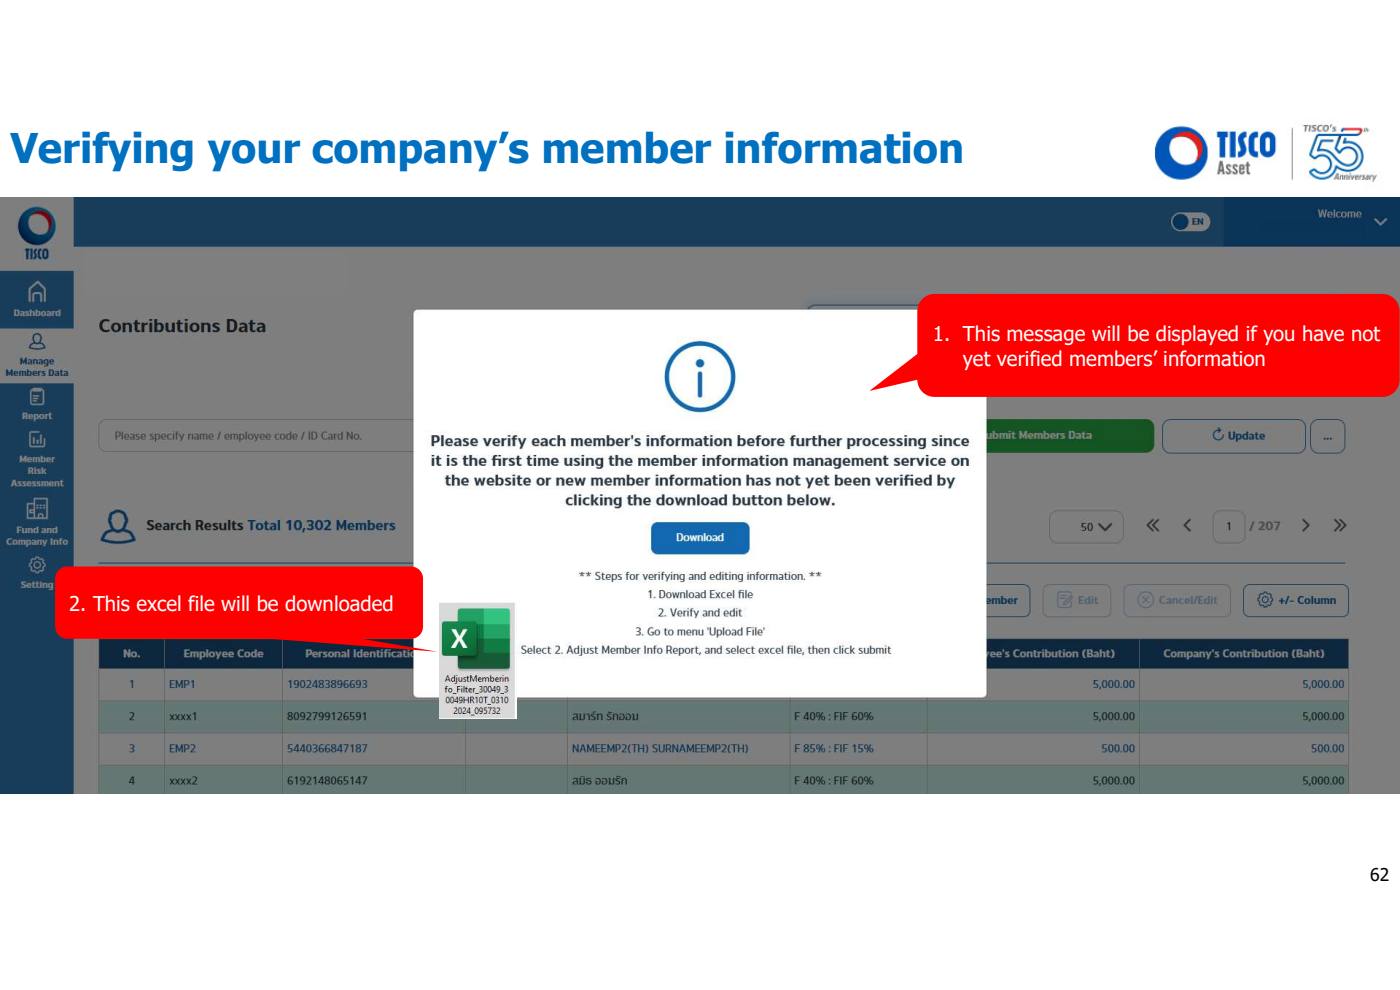 Verifying your company's member information
TISCO
Asset
TISCO's
55th
Anniversary
TISCO
EN
Welcome
Dashboard
Manage
Members Data
Report
Member
Risk
Assessment
Fund and
Company Info
Setting
Contributions Data
1. This message will be displayed if you have not
yet verified members' information
Please specify name / employee code / ID Card No.
ubmit Members Data
Update
...
Please verify each member's information before further processing since
it is the first time using the member information management service on
the website or new member information has not yet been verified by
clicking the download button below.
Download
Search Results Total 10,302 Members
50
1 / 207
** Steps for verifying and editing information. **
1. Download Excel file
2. Verify and edit
3. Go to menu 'Upload File'
Select 2. Adjust Member Info Report, and select excel file, then click submit
2. This excel file will be downloaded
ember
Edit
Cancel/Edit
+/- Column
X
AdjustMemberin
fo_Filter_30049_3
0049HR10T_0310
2024_095732
No. Employee Code Personal Identificatio ee's Contribution (Baht) Company's Contribution (Baht)
1 EMP1 1902483896693 5,000.00 5,000.00
2 xxxx1 8092799126591 สมาร์ท รักออม F 40% : FIF 60% 5,000.00 5,000.00
3 EMP2 5440366847187 NAMEEMP2(TH) SURNAMEEMP2(TH) F 85% : FIF 15% 500.00 500.00
4 xxxx2 6192148065147 สมิธ ออมรัก F 40% : FIF 60% 5,000.00 5,000.00
62